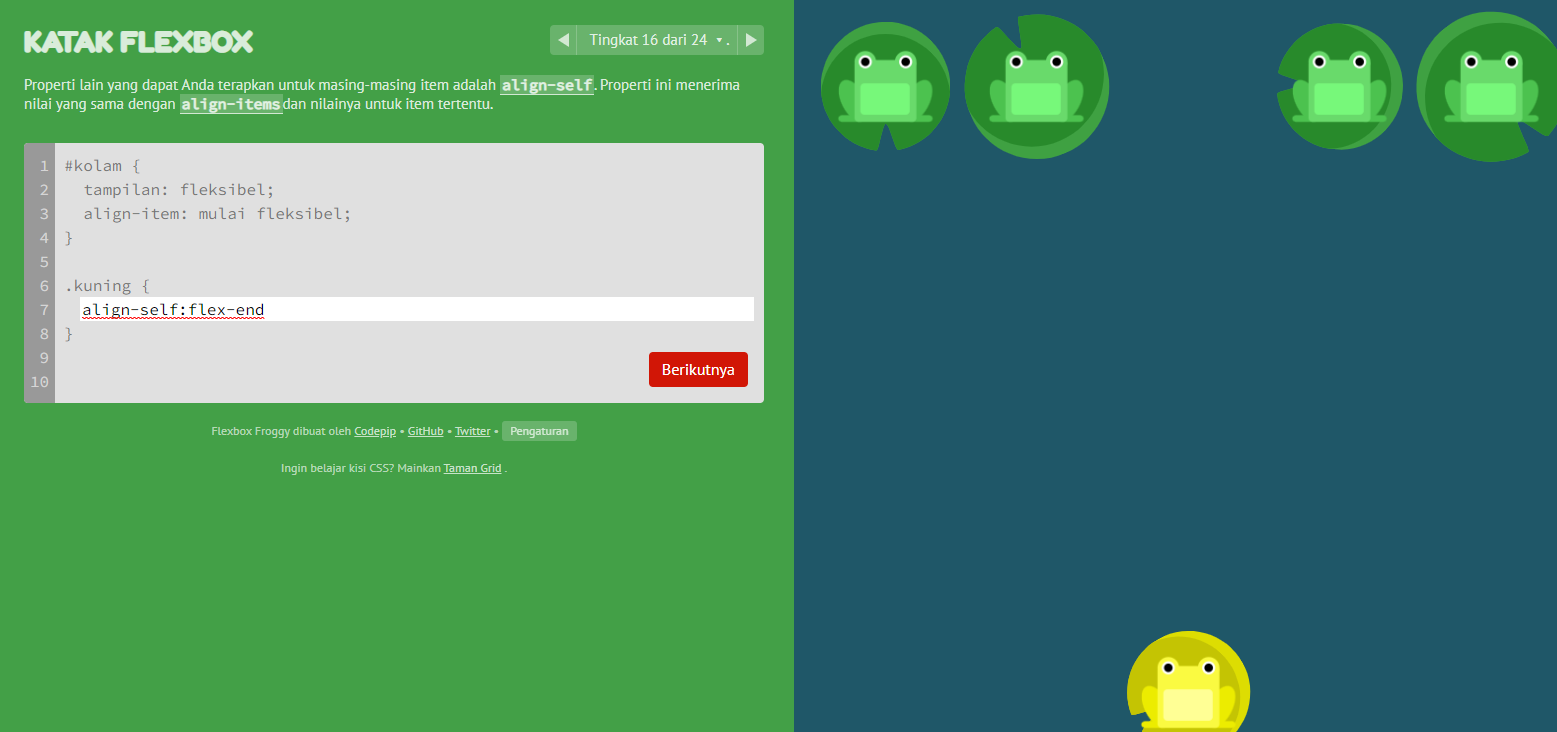 KATAK FLEXBOX
Tingkat 16 dari 24 ▾ .
Properti lain yang dapat Anda terapkan untuk masing-masing item adalah align-self. Properti ini menerima
nilai yang sama dengan align-items dan nilainya untuk item tertentu.
1 #kolam {
2 tampilan: fleksibel;
3 align-item: mulai fleksibel;
4 }
5
6 .kuning {
7 align-self:flex-end
8 }
9
10
Berikutnya
Flexbox Froggy dibuat oleh Codepip • GitHub • Twitter • Pengaturan
Ingin belajar kisi CSS? Mainkan Taman Grid .